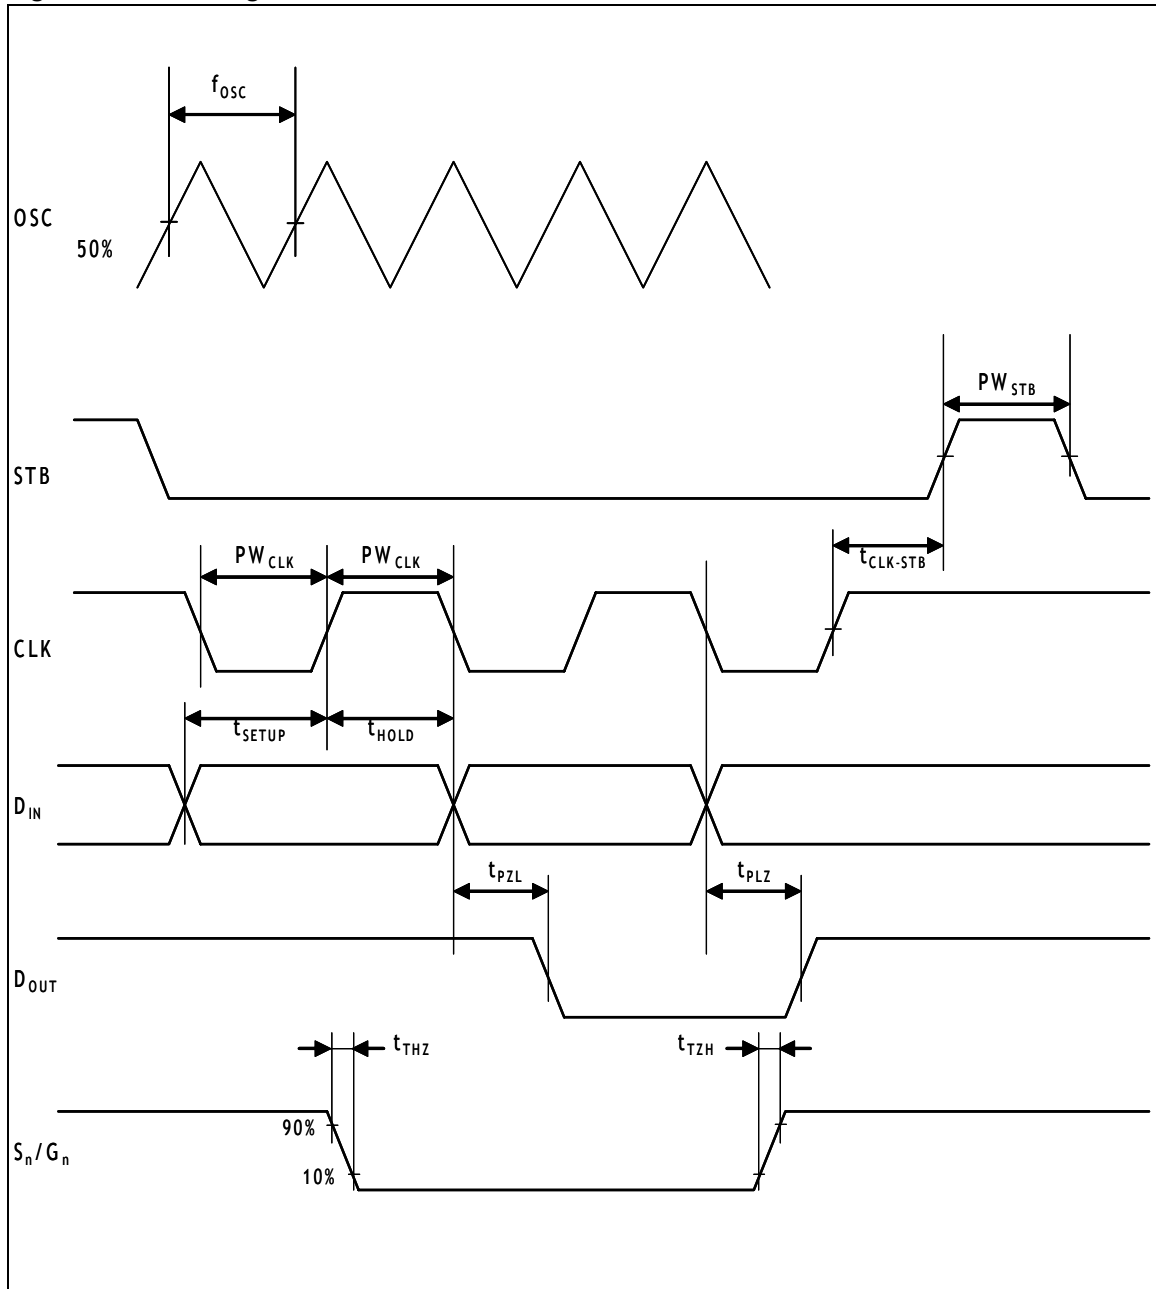 fOSC
OSC
50%
PWSTB
STB
PWCLK PWCLK
tCLK-STB
CLK
tSETUP tHOLD
DIN
tPZL tPLZ
DOUT
tTHZ tTZH
90%
Sn/Gn
10%